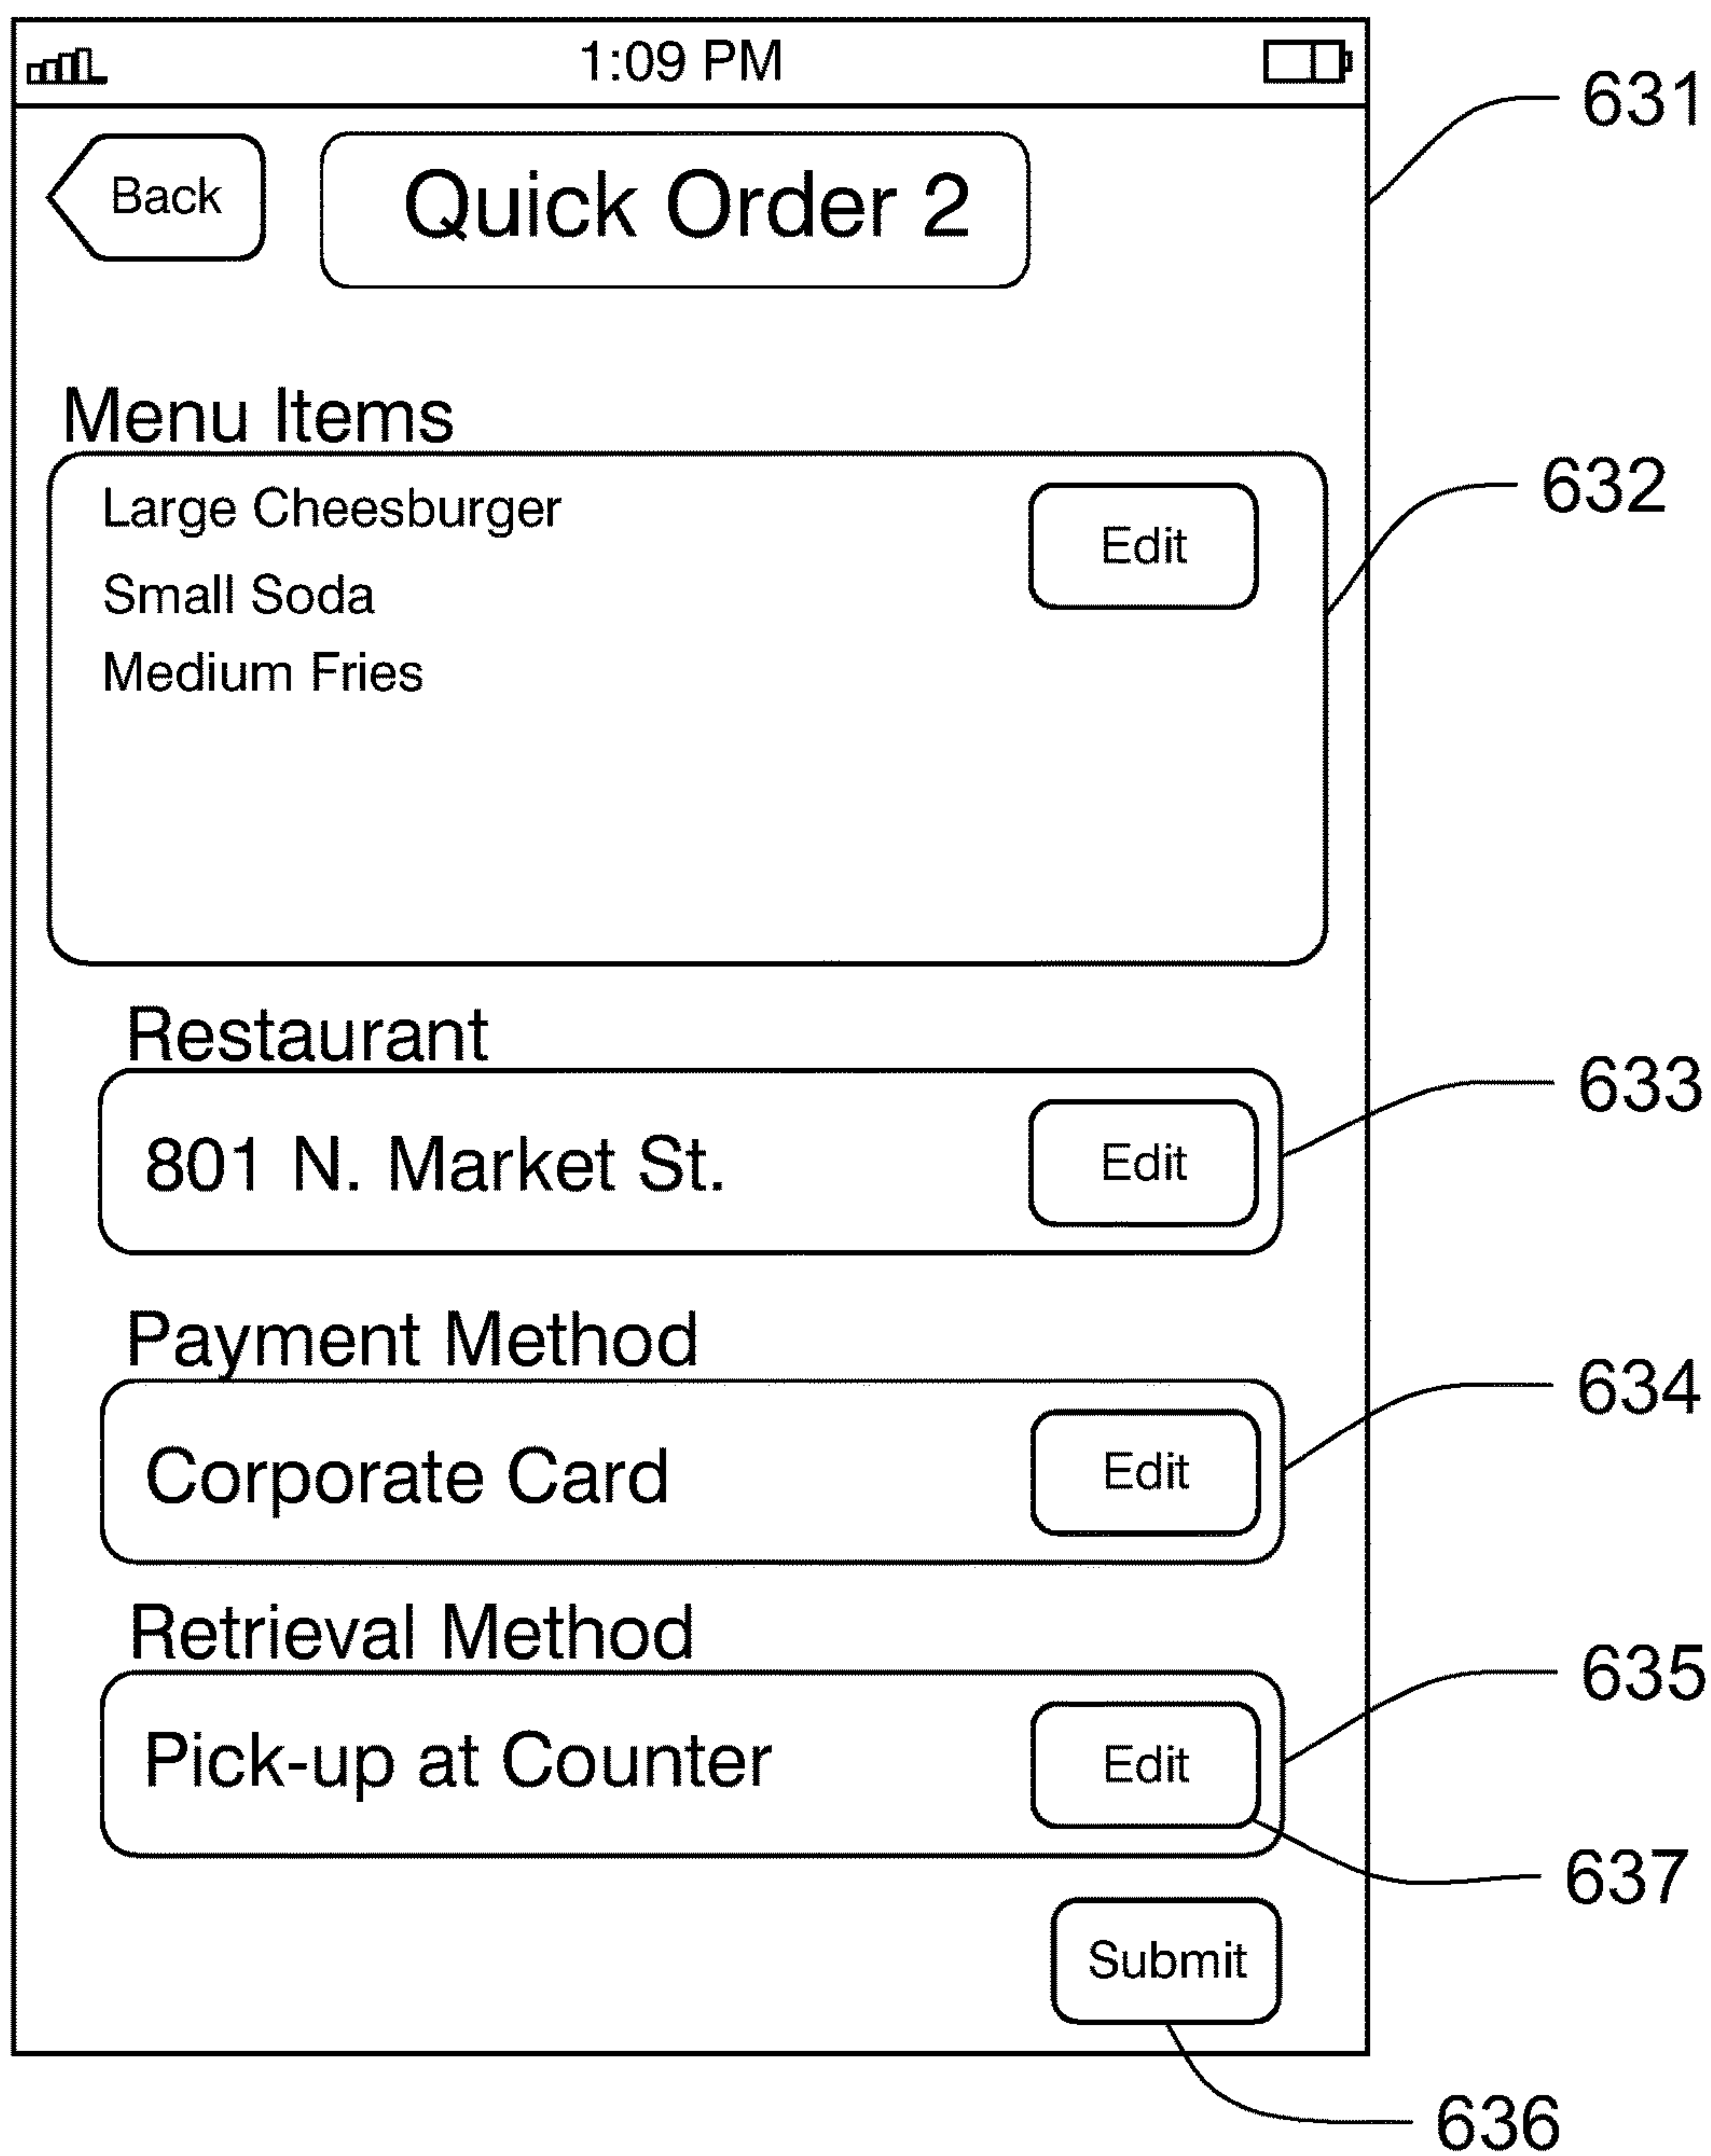 1:09 PM
631
Back
Quick Order 2
Menu Items
632
Large Cheesburger
Edit
Small Soda
Medium Fries
Restaurant
633
801 N. Market St.
Edit
Payment Method
634
Corporate Card
Edit
Retrieval Method
635
Pick-up at Counter
Edit
637
Submit
636